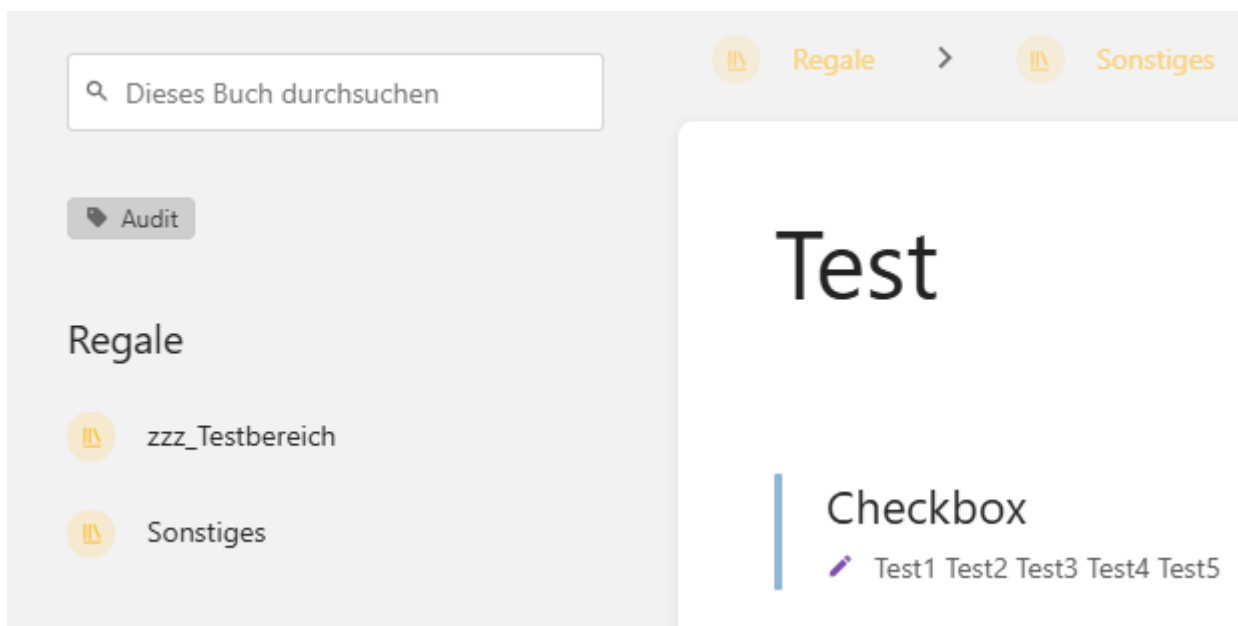 Dieses Buch durchsuchen
Audit
Regale
zzz_Testbereich
Sonstiges
Regale > Sonstiges
Test
Checkbox
Test1 Test2 Test3 Test4 Test5